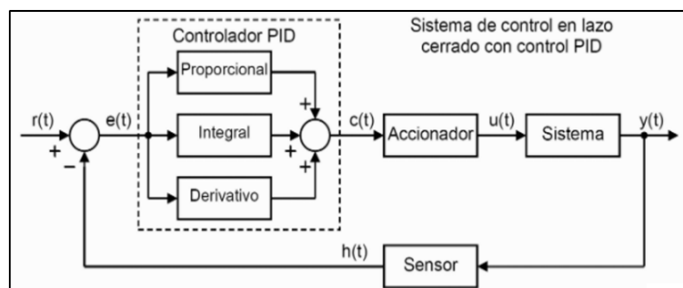 Controlador PID
Sistema de control en lazo
cerrado con control PID
Proporcional
r(t)
e(t)
Integral
c(t)
Accionador
u(t)
Sistema
y(t)
+
−
+
+
+
Derivativo
h(t)
Sensor